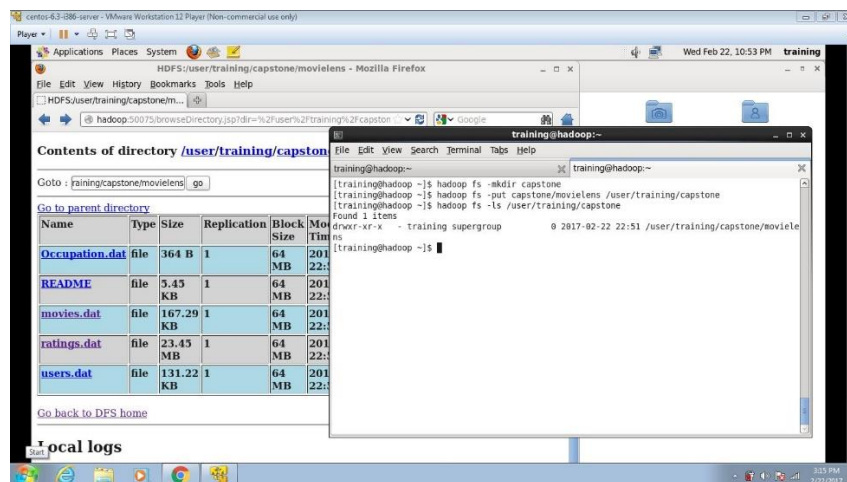 centos-6.3-i386-server - VMware Workstation 12 Player (Non-commercial use only)
Player
Applications Places System
Wed Feb 22, 10:53 PM training
HDFS:/user/training/capstone/movielens - Mozilla Firefox
File Edit View History Bookmarks Tools Help
HDFS:/user/training/capstone/m...
hadoop:50075/browseDirectory.jsp?dir=%2Fuser%2Ftraining%2Fcapston
Google
Contents of directory /user/training/capston
Goto : raining/capstone/movielens go
Go to parent directory
Name Type Size Replication Block Size
Occupation.dat file 364 B 1 64 MB
README file 5.45 KB 1 64 MB
movies.dat file 167.29 KB 1 64 MB
ratings.dat file 23.45 MB 1 64 MB
users.dat file 131.22 KB 1 64 MB
Go back to DFS home
Local logs
Start
training@hadoop:~
File Edit View Search Terminal Tabs Help
training@hadoop:~ training@hadoop:~
[training@hadoop ~]$ hadoop fs -mkdir capstone
[training@hadoop ~]$ hadoop fs -put capstone/movielens /user/training/capstone
[training@hadoop ~]$ hadoop fs -ls /user/training/capstone
Found 1 items
drwxr-xr-x - training supergroup 0 2017-02-22 22:51 /user/training/capstone/moviele
ns
[training@hadoop ~]$
3:15 PM